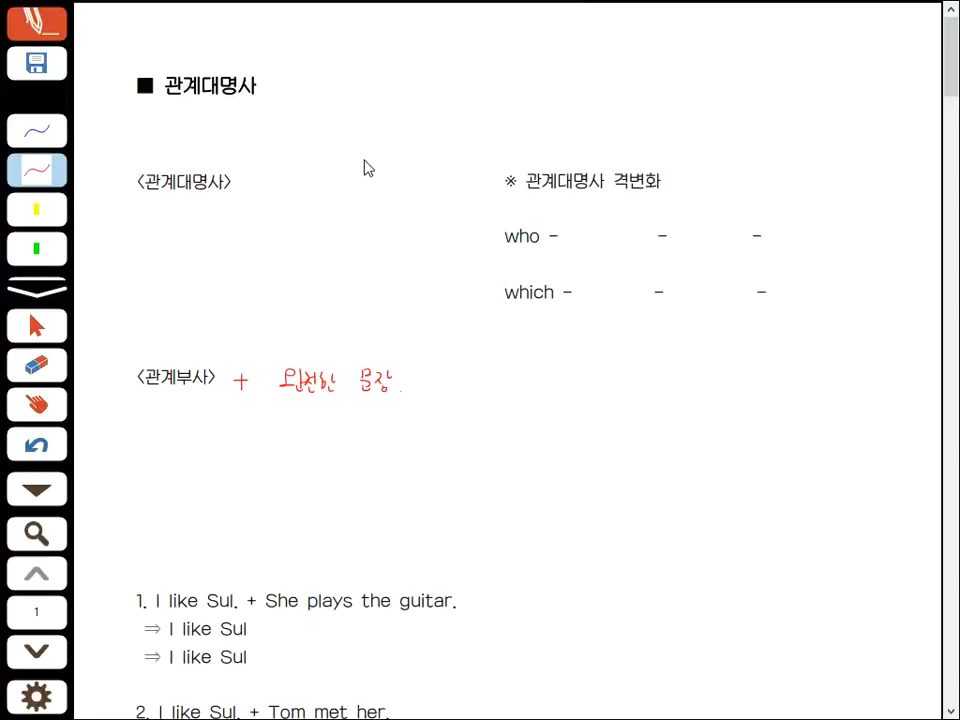 ■ 관계대명사
<관계대명사>
※ 관계대명사 격변화
who - - -
which - - -
<관계부사> + 완전한 문장.
1. I like Sul. + She plays the guitar.
⇒ I like Sul
⇒ I like Sul
2. I like Sul. + Tom met her.
1